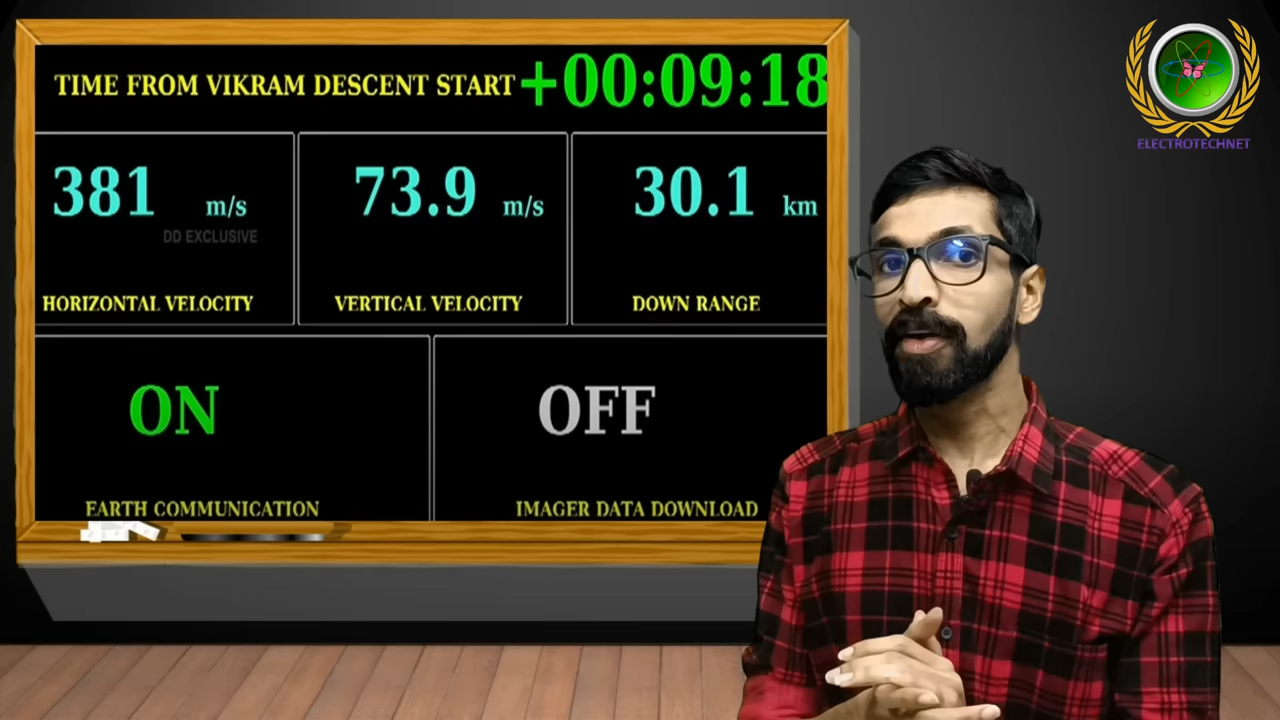 TIME FROM VIKRAM DESCENT START +00:09:18
381 m/s
DD EXCLUSIVE
HORIZONTAL VELOCITY
73.9 m/s
VERTICAL VELOCITY
30.1 km
DOWN RANGE
ON
EARTH COMMUNICATION
OFF
IMAGER DATA DOWNLOAD
ELECTROTECHNET